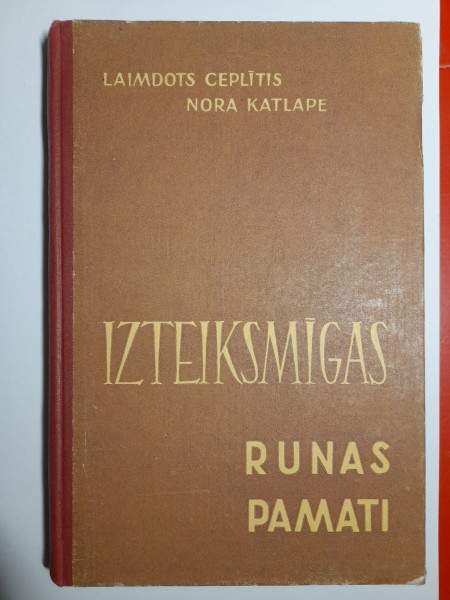 LAIMDOTS CEPLĪTIS
NORA KATLAPE
IZTEIKSMĪGAS
RUNAS
PAMATI